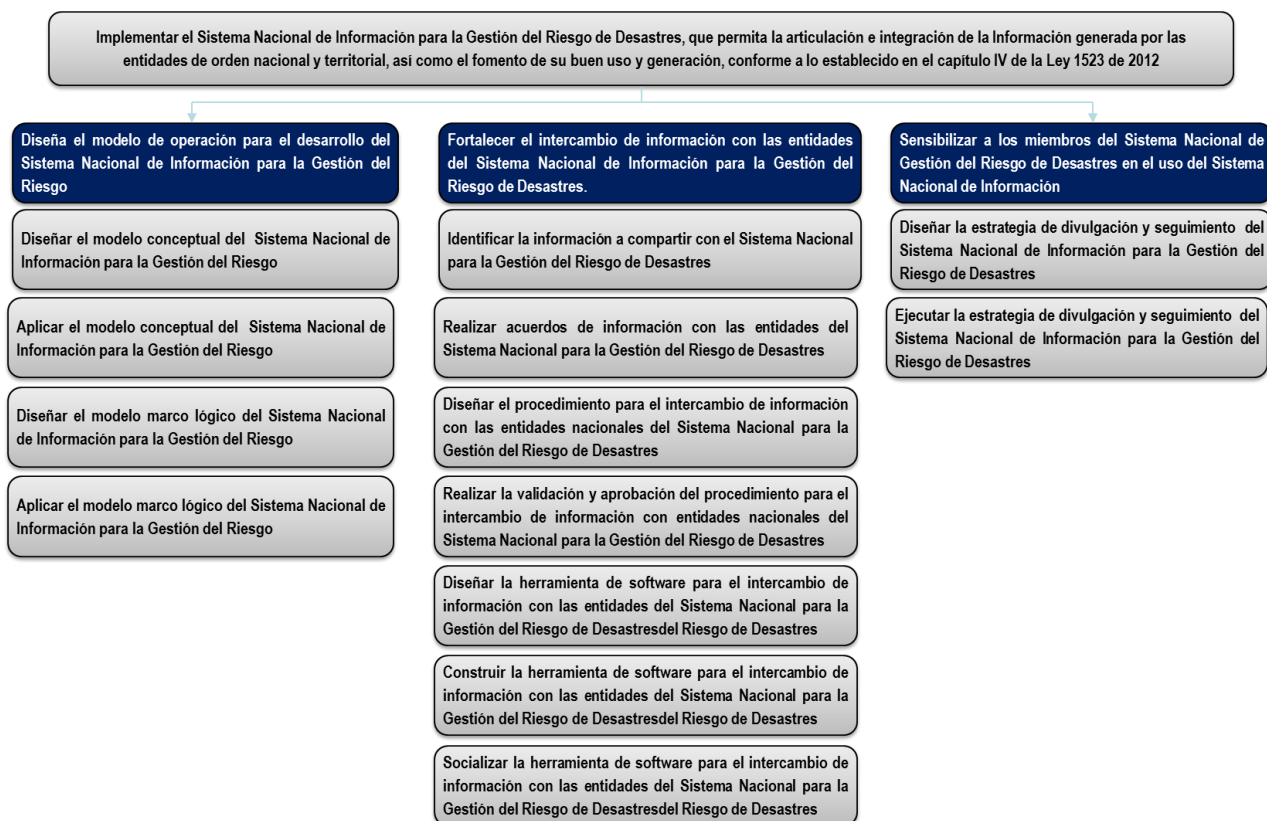 Implementar el Sistema Nacional de Información para la Gestión del Riesgo de Desastres, que permita la articulación e integración de la Información generada por las
entidades de orden nacional y territorial, así como el fomento de su buen uso y generación, conforme a lo establecido en el capítulo IV de la Ley 1523 de 2012
Diseña el modelo de operación para el desarrollo del
Sistema Nacional de Información para la Gestión del
Riesgo
Diseñar el modelo conceptual del Sistema Nacional de
Información para la Gestión del Riesgo
Aplicar el modelo conceptual del Sistema Nacional de
Información para la Gestión del Riesgo
Diseñar el modelo marco lógico del Sistema Nacional
de Información para la Gestión del Riesgo
Aplicar el modelo marco lógico del Sistema Nacional de
Información para la Gestión del Riesgo
Fortalecer el intercambio de información con las entidades
del Sistema Nacional de Información para la Gestión del
Riesgo de Desastres.
Identificar la información a compartir con el Sistema Nacional
para la Gestión del Riesgo de Desastres
Realizar acuerdos de información con las entidades del
Sistema Nacional para la Gestión del Riesgo de Desastres
Diseñar el procedimiento para el intercambio de información
con las entidades nacionales del Sistema Nacional para la
Gestión del Riesgo de Desastres
Realizar la validación y aprobación del procedimiento para el
intercambio de información con entidades nacionales del
Sistema Nacional para la Gestión del Riesgo de Desastres
Diseñar la herramienta de software para el intercambio de
información con las entidades del Sistema Nacional para la
Gestión del Riesgo de Desastresdel Riesgo de Desastres
Construir la herramienta de software para el intercambio de
información con las entidades del Sistema Nacional para la
Gestión del Riesgo de Desastresdel Riesgo de Desastres
Socializar la herramienta de software para el intercambio de
información con las entidades del Sistema Nacional para la
Gestión del Riesgo de Desastresdel Riesgo de Desastres
Sensibilizar a los miembros del Sistema Nacional de
Gestión del Riesgo de Desastres en el uso del Sistema
Nacional de Información
Diseñar la estrategia de divulgación y seguimiento del
Sistema Nacional de Información para la Gestión del
Riesgo de Desastres
Ejecutar la estrategia de divulgación y seguimiento del
Sistema Nacional de Información para la Gestión del
Riesgo de Desastres